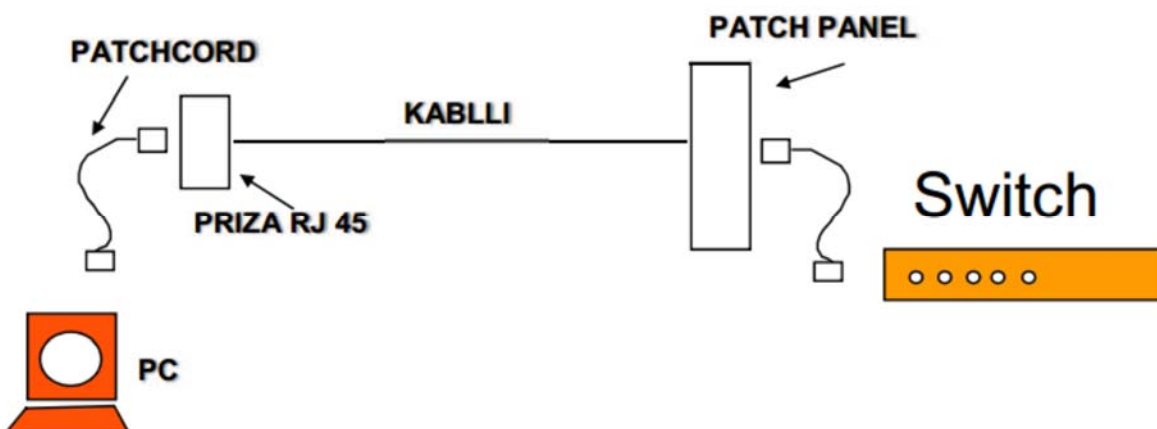 PATCHCORD
PATCH PANEL
KABLLI
Switch
PRIZA RJ 45
PC